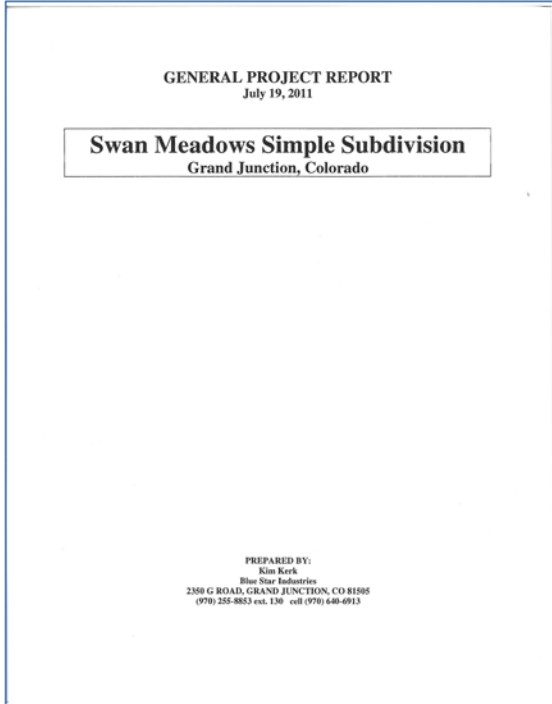 GENERAL PROJECT REPORT
July 19, 2011
Swan Meadows Simple Subdivision
Grand Junction, Colorado
PREPARED BY:
Kim Kerk
Blue Star Industries
2350 G ROAD, GRAND JUNCTION, CO 81505
(970) 255-8853 ext. 130 cell (970) 640-6913